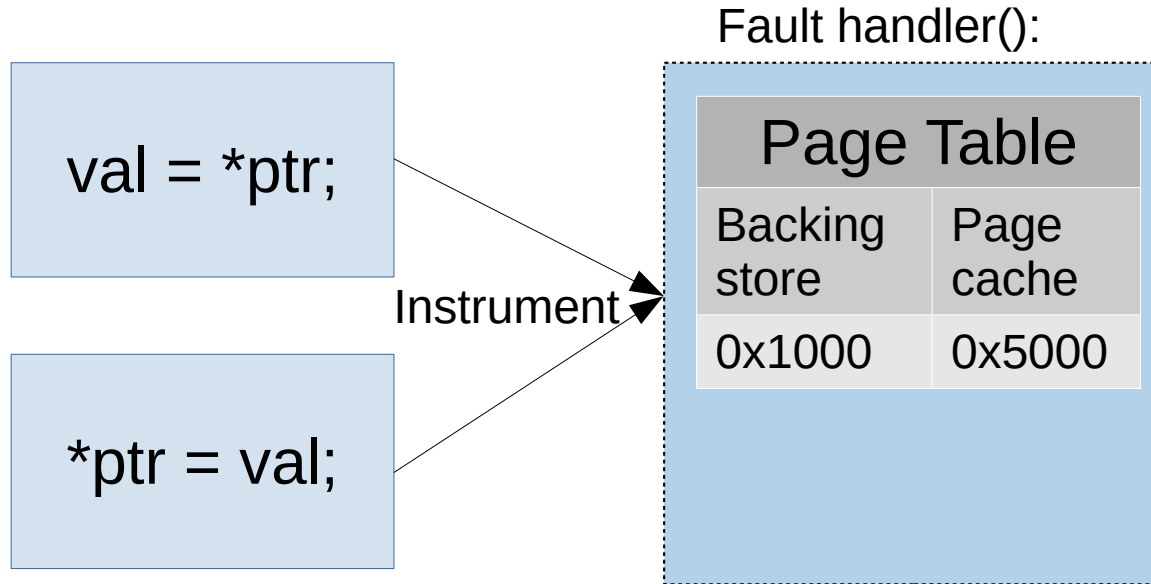 Fault handler():
val = *ptr;
Instrument
*ptr = val;
Page Table
Backing
store
Page
cache
0x1000
0x5000